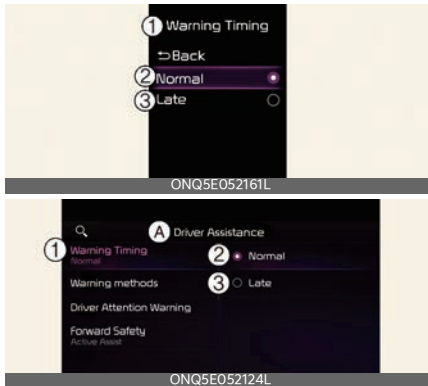 1 Warning Timing
Back
2 Normal
3 Late
ONQ5E052161L
A Driver Assistance
1 Warning Timing
Normal
2 Normal
Warning methods
3 Late
Driver Attention Warning
Forward Safety
Active Assist
ONQ5E052124L